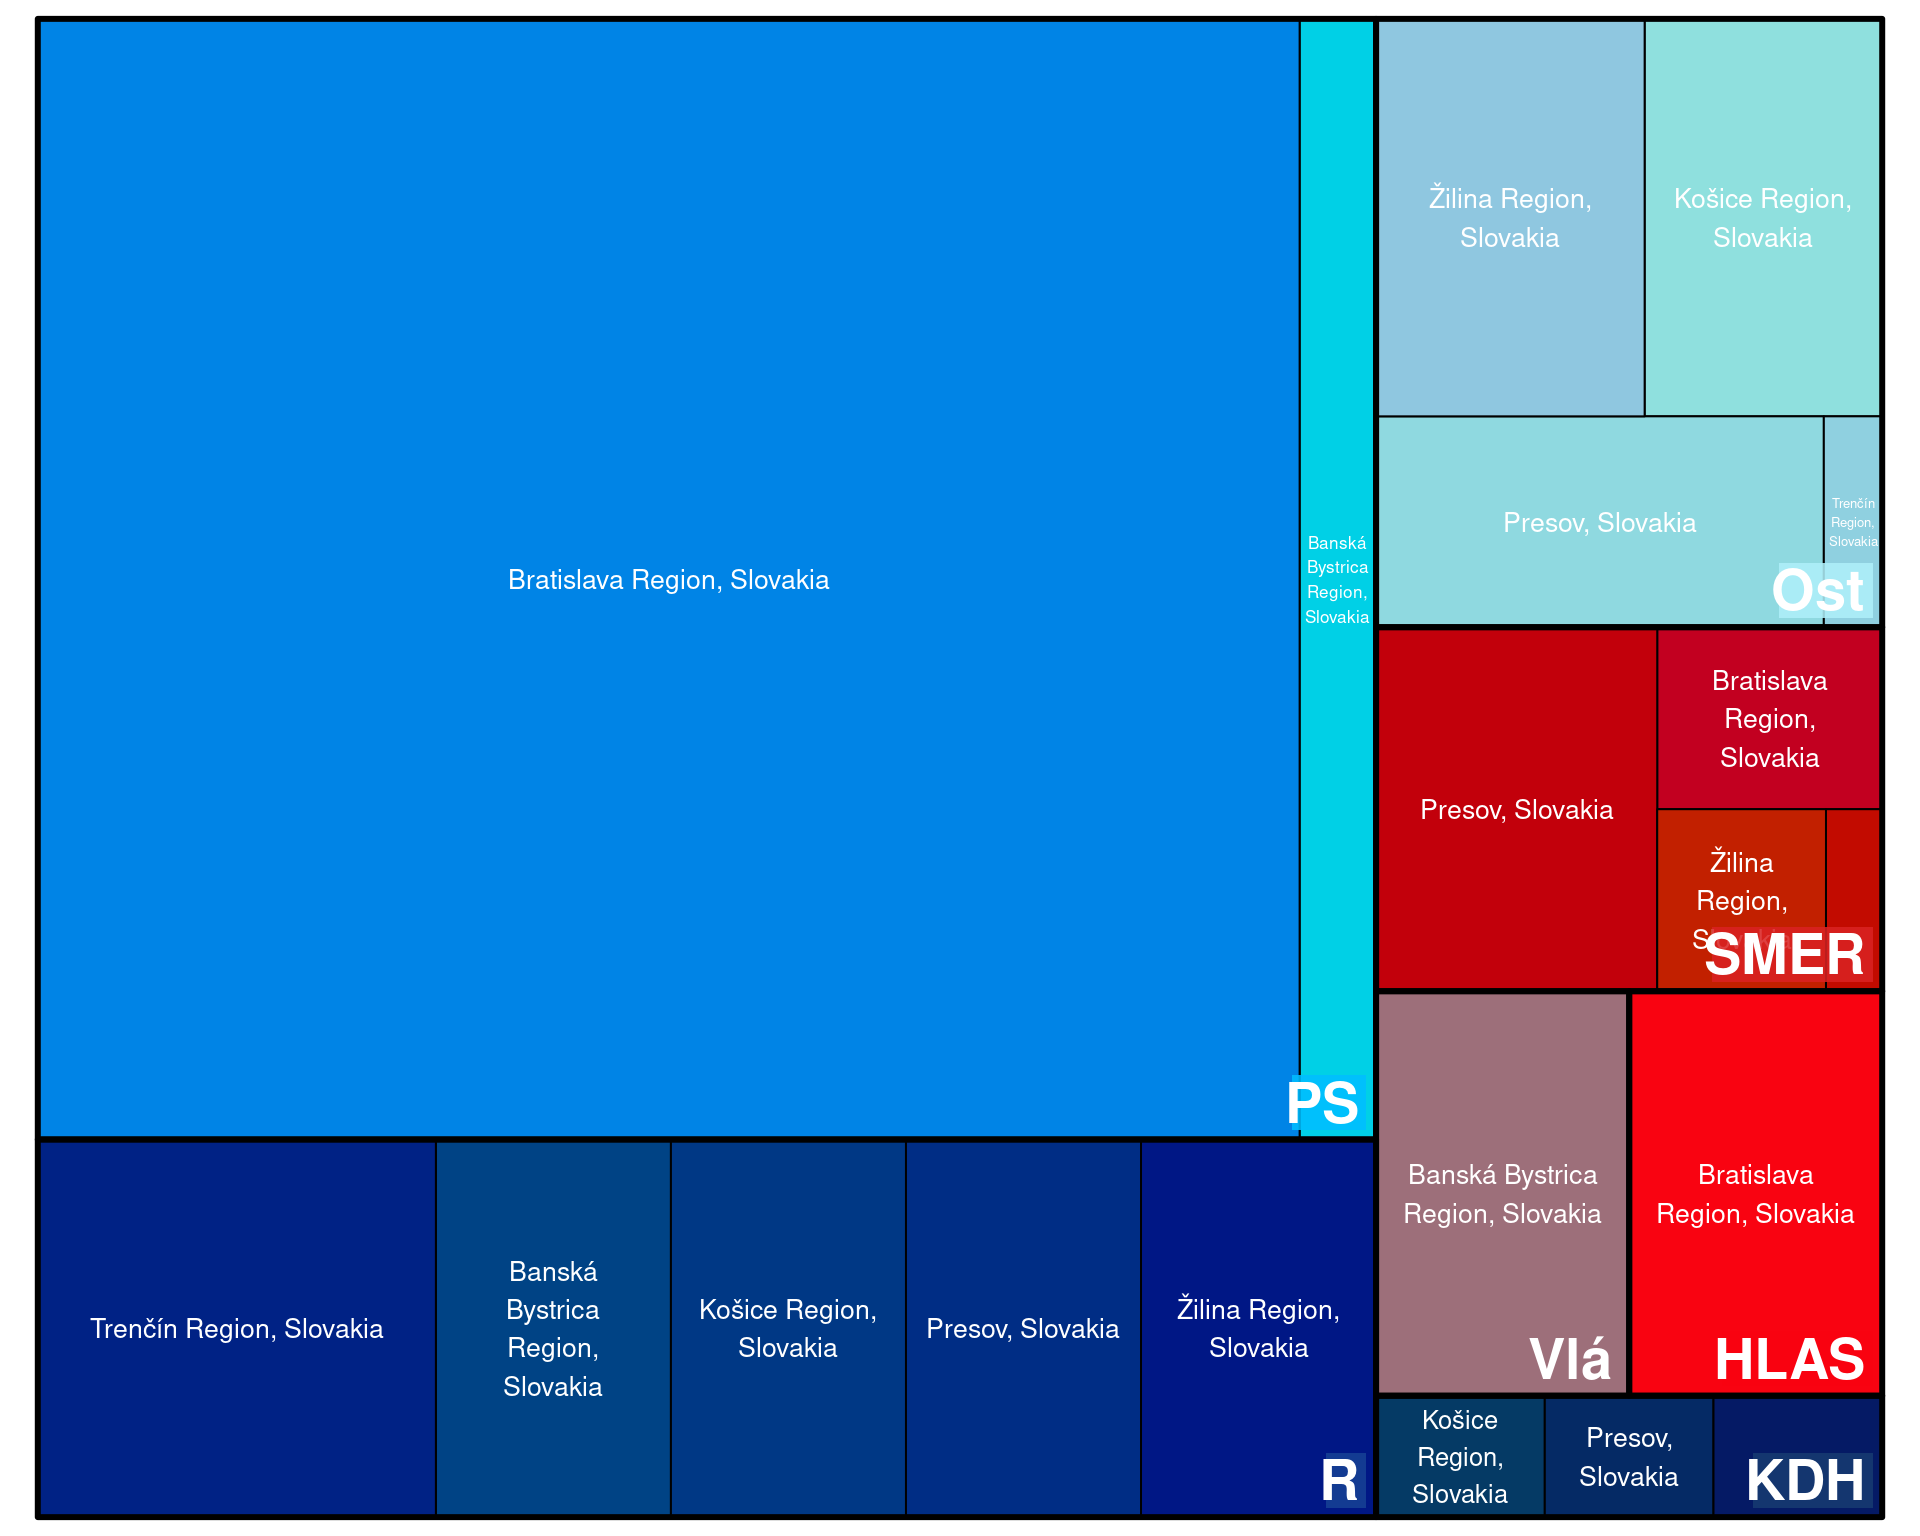 Bratislava Region, Slovakia
Banská
Bystrica
Region,
Slovakia
PS
Žilina Region,
Slovakia
Košice Region,
Slovakia
Presov, Slovakia
Trenčín
Region,
Slovakia
Ost
Presov, Slovakia
Bratislava
Region,
Slovakia
Žilina
Region,
SMER
Trenčín Region, Slovakia
Banská
Bystrica
Region,
Slovakia
Košice Region,
Slovakia
Presov, Slovakia
Žilina Region,
Slovakia
R
Banská Bystrica
Region, Slovakia
Vlá
Bratislava
Region, Slovakia
HLAS
Košice
Region,
Slovakia
Presov,
Slovakia
KDH